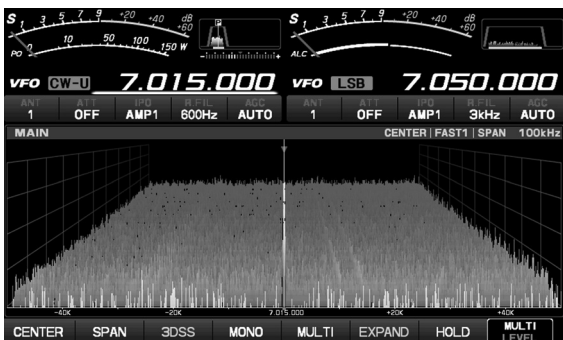 S 1 3 5 7 9 +20 +40 +60 dB
PO 0 10 50 100 150 W
S 1 3 5 7 9 +20 +40 +60 dB
ALC
VFO CW-U 7.015.000
VFO LSB 7.050.000
ANT ATT IPO R.FIL AGC
1 OFF AMP1 600Hz AUTO
ANT ATT IPO R.FIL AGC
1 OFF AMP1 3kHz AUTO
MAIN CENTER | FAST1 | SPAN 100kHz
-40K -20K 7.015.000 +20K +40K
CENTER SPAN 3DSS MONO MULTI EXPAND HOLD MULTI
LEVEL